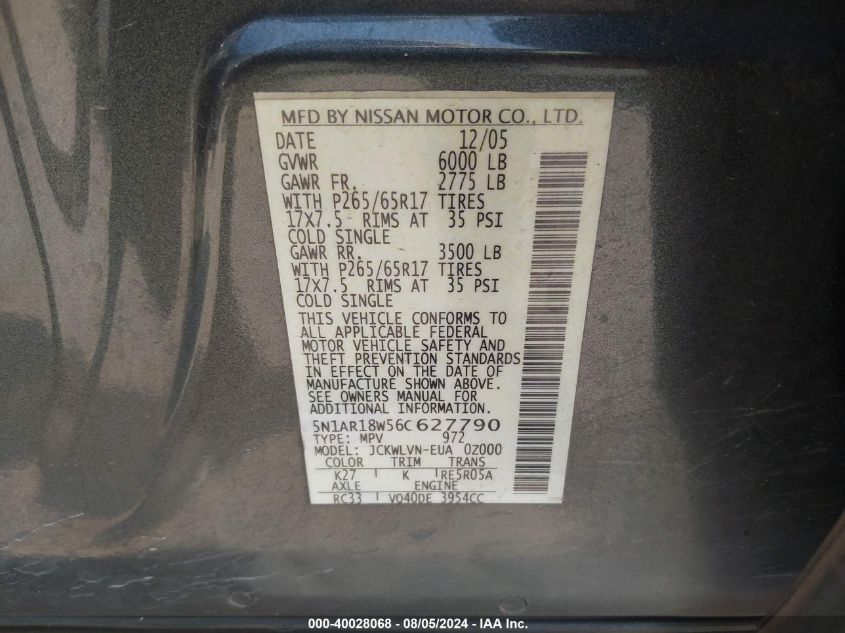 MFD BY NISSAN MOTOR CO., LTD.
DATE 12/05
GVWR 6000 LB
GAWR FR. 2775 LB
WITH P265/65R17 TIRES
17X7.5 RIMS AT 35 PSI
COLD SINGLE
GAWR RR. 3500 LB
WITH P265/65R17 TIRES
17X7.5 RIMS AT 35 PSI
COLD SINGLE
THIS VEHICLE CONFORMS TO
ALL APPLICABLE FEDERAL
MOTOR VEHICLE SAFETY AND
THEFT PREVENTION STANDARDS
IN EFFECT ON THE DATE OF
MANUFACTURE SHOWN ABOVE.
SEE OWNERS MANUAL FOR
ADDITIONAL INFORMATION.
5N1AR18W56C627790
TYPE: MPV 972
MODEL: JCKWLVN-EUA 0Z000
COLOR TRIM TRANS
K27 K RE5R05A
AXLE ENGINE
RC33 VQ40DE 3954CC
000-40028068 - 08/05/2024 - IAA Inc.